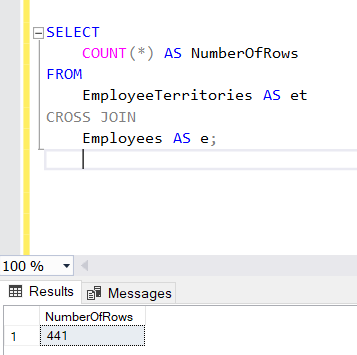 SELECT
COUNT(*) AS NumberOfRows
FROM
EmployeeTerritories AS et
CROSS JOIN
Employees AS e;
100 %
Results Messages
NumberOfRows
1 441